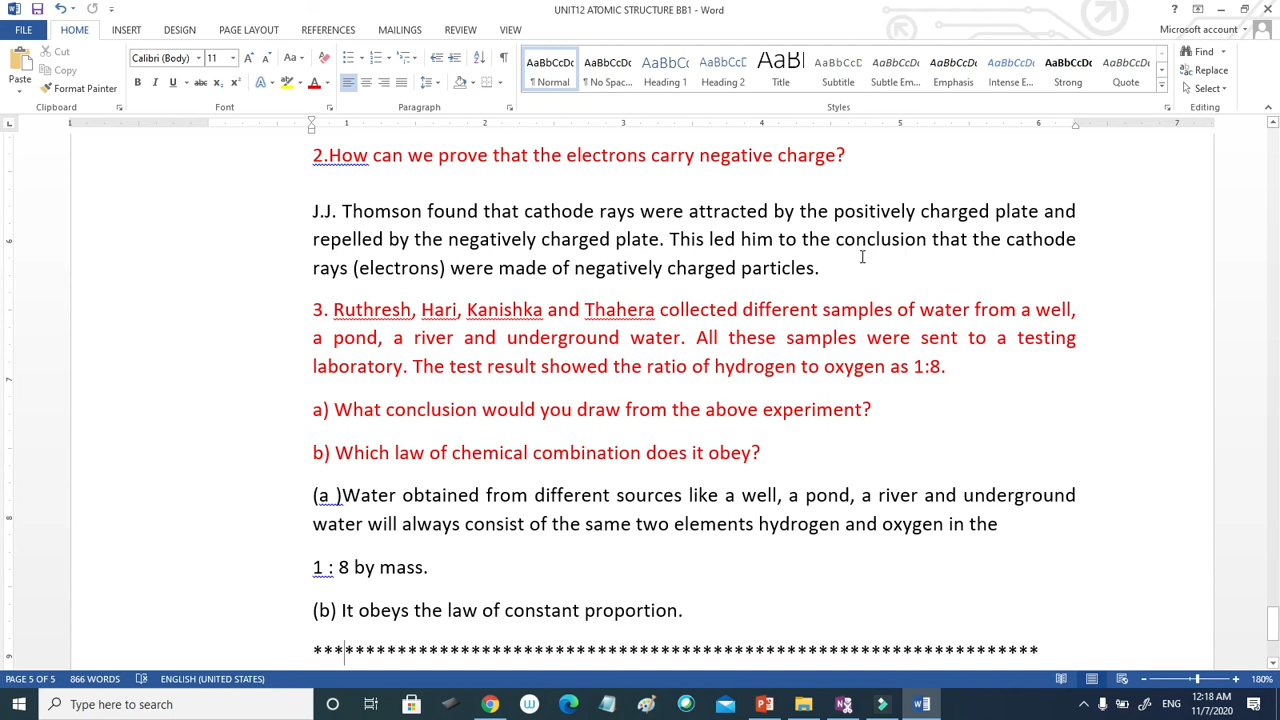 UNIT12 ATOMIC STRUCTURE BB1 - Word
FILE HOME INSERT DESIGN PAGE LAYOUT REFERENCES MAILINGS REVIEW VIEW Microsoft account
Paste Cut Copy Format Painter
Calibri (Body) 11
AaBbCcDc AaBbCcDc AaBbCc AaBbCc AaBl AaBbCcD AaBbCcDc AaBbCcDc AaBbCcDc AaBbCcDc AaBbCcDc
¶ Normal ¶ No Spac... Heading 1 Heading 2 Title Subtitle Subtle Em... Emphasis Intense E... Strong Quote
Find Replace Select
Clipboard Font Paragraph Styles Editing
1 1 2 3 4 5 6 7
2.How can we prove that the electrons carry negative charge?
J.J. Thomson found that cathode rays were attracted by the positively charged plate and
repelled by the negatively charged plate. This led him to the conclusion that the cathode
rays (electrons) were made of negatively charged particles.
3. Ruthresh, Hari, Kanishka and Thahera collected different samples of water from a well,
a pond, a river and underground water. All these samples were sent to a testing
laboratory. The test result showed the ratio of hydrogen to oxygen as 1:8.
a) What conclusion would you draw from the above experiment?
b) Which law of chemical combination does it obey?
(a )Water obtained from different sources like a well, a pond, a river and underground
water will always consist of the same two elements hydrogen and oxygen in the
1 : 8 by mass.
(b) It obeys the law of constant proportion.
*********************************************************************
PAGE 5 OF 5 866 WORDS ENGLISH (UNITED STATES) 180%
Type here to search
ENG 12:18 AM
11/7/2020